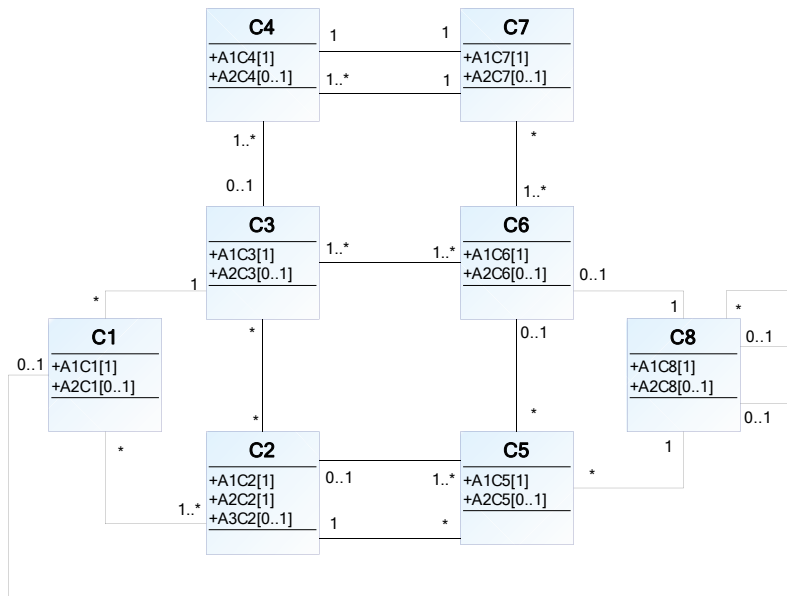 C4
+A1C4[1]
+A2C4[0..1]
1
1
1..*
1
C7
+A1C7[1]
+A2C7[0..1]
1..*
0..1
*
1..*
C3
+A1C3[1]
+A2C3[0..1]
1..*
1..*
C6
+A1C6[1]
+A2C6[0..1]
0..1
1
*
1
*
0..1
0..1
C1
+A1C1[1]
+A2C1[0..1]
0..1
C8
+A1C8[1]
+A2C8[0..1]
0..1
*
*
*
*
1..*
C2
+A1C2[1]
+A2C2[1]
+A3C2[0..1]
0..1
1..*
1
*
C5
+A1C5[1]
+A2C5[0..1]
*
1